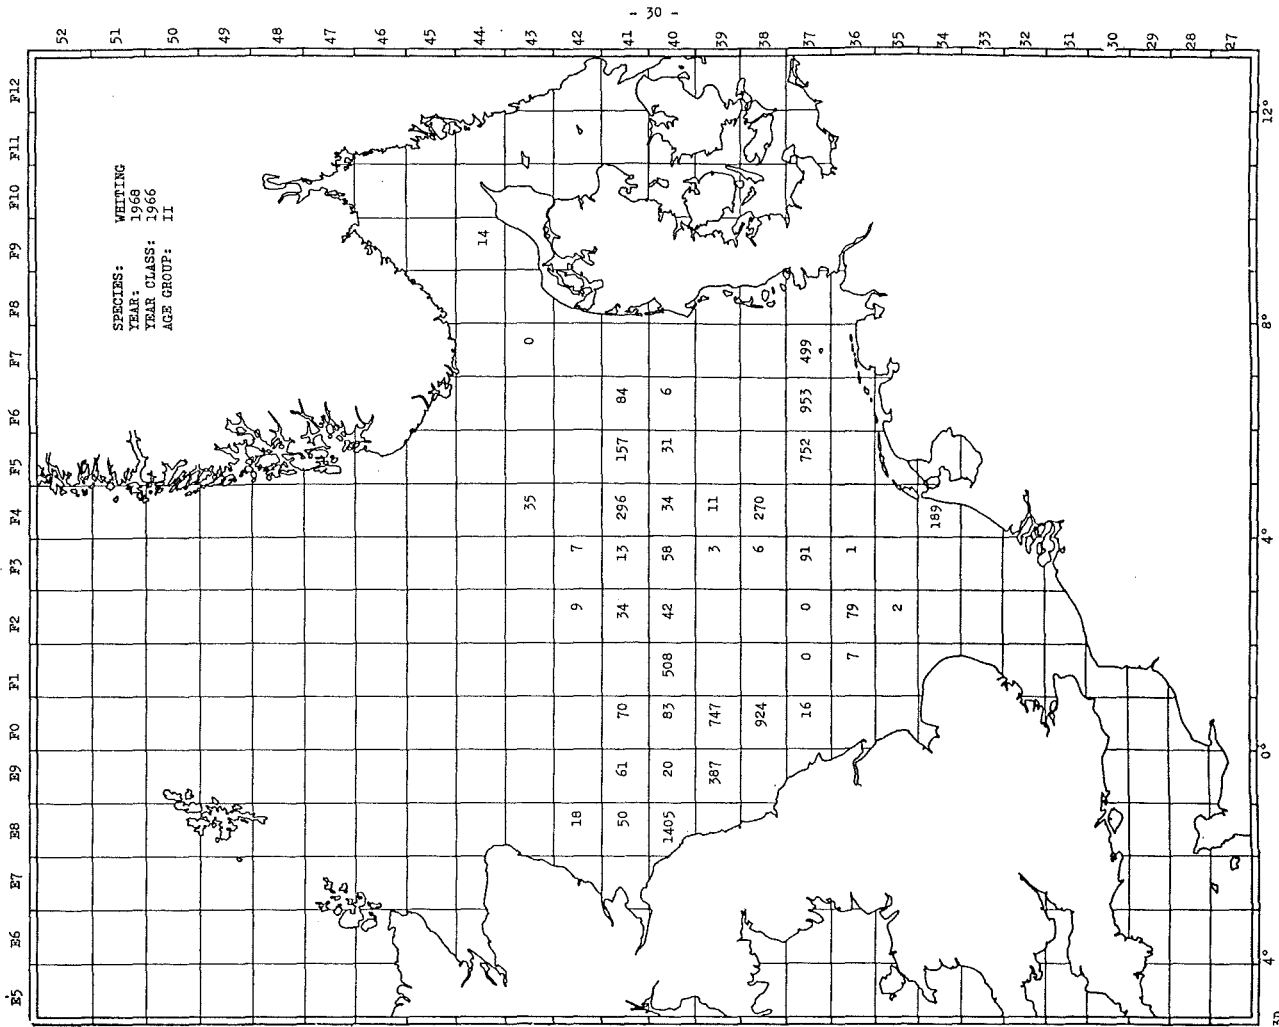 - 30 -
E5 E6 E7 E8 E9 F0 F1 F2 F3 F4 F5 F6 F7 F8 F9 F10 F11 F12
52
SPECIES: WHITING
YEAR: 1968
YEAR CLASS: 1966
AGE GROUP: II
51
50
49
48
47
46
45
14 44
35 0 43
18 9 7 42
50 61 70 34 13 296 157 84 41
1405 20 83 508 42 58 34 31 6 40
387 747 3 11 39
924 6 270 38
16 0 0 91 752 953 499 37
7 79 1 36
2 35
189 34
33
32
31
30
29
28
27
4° 0° 4° 8° 12°